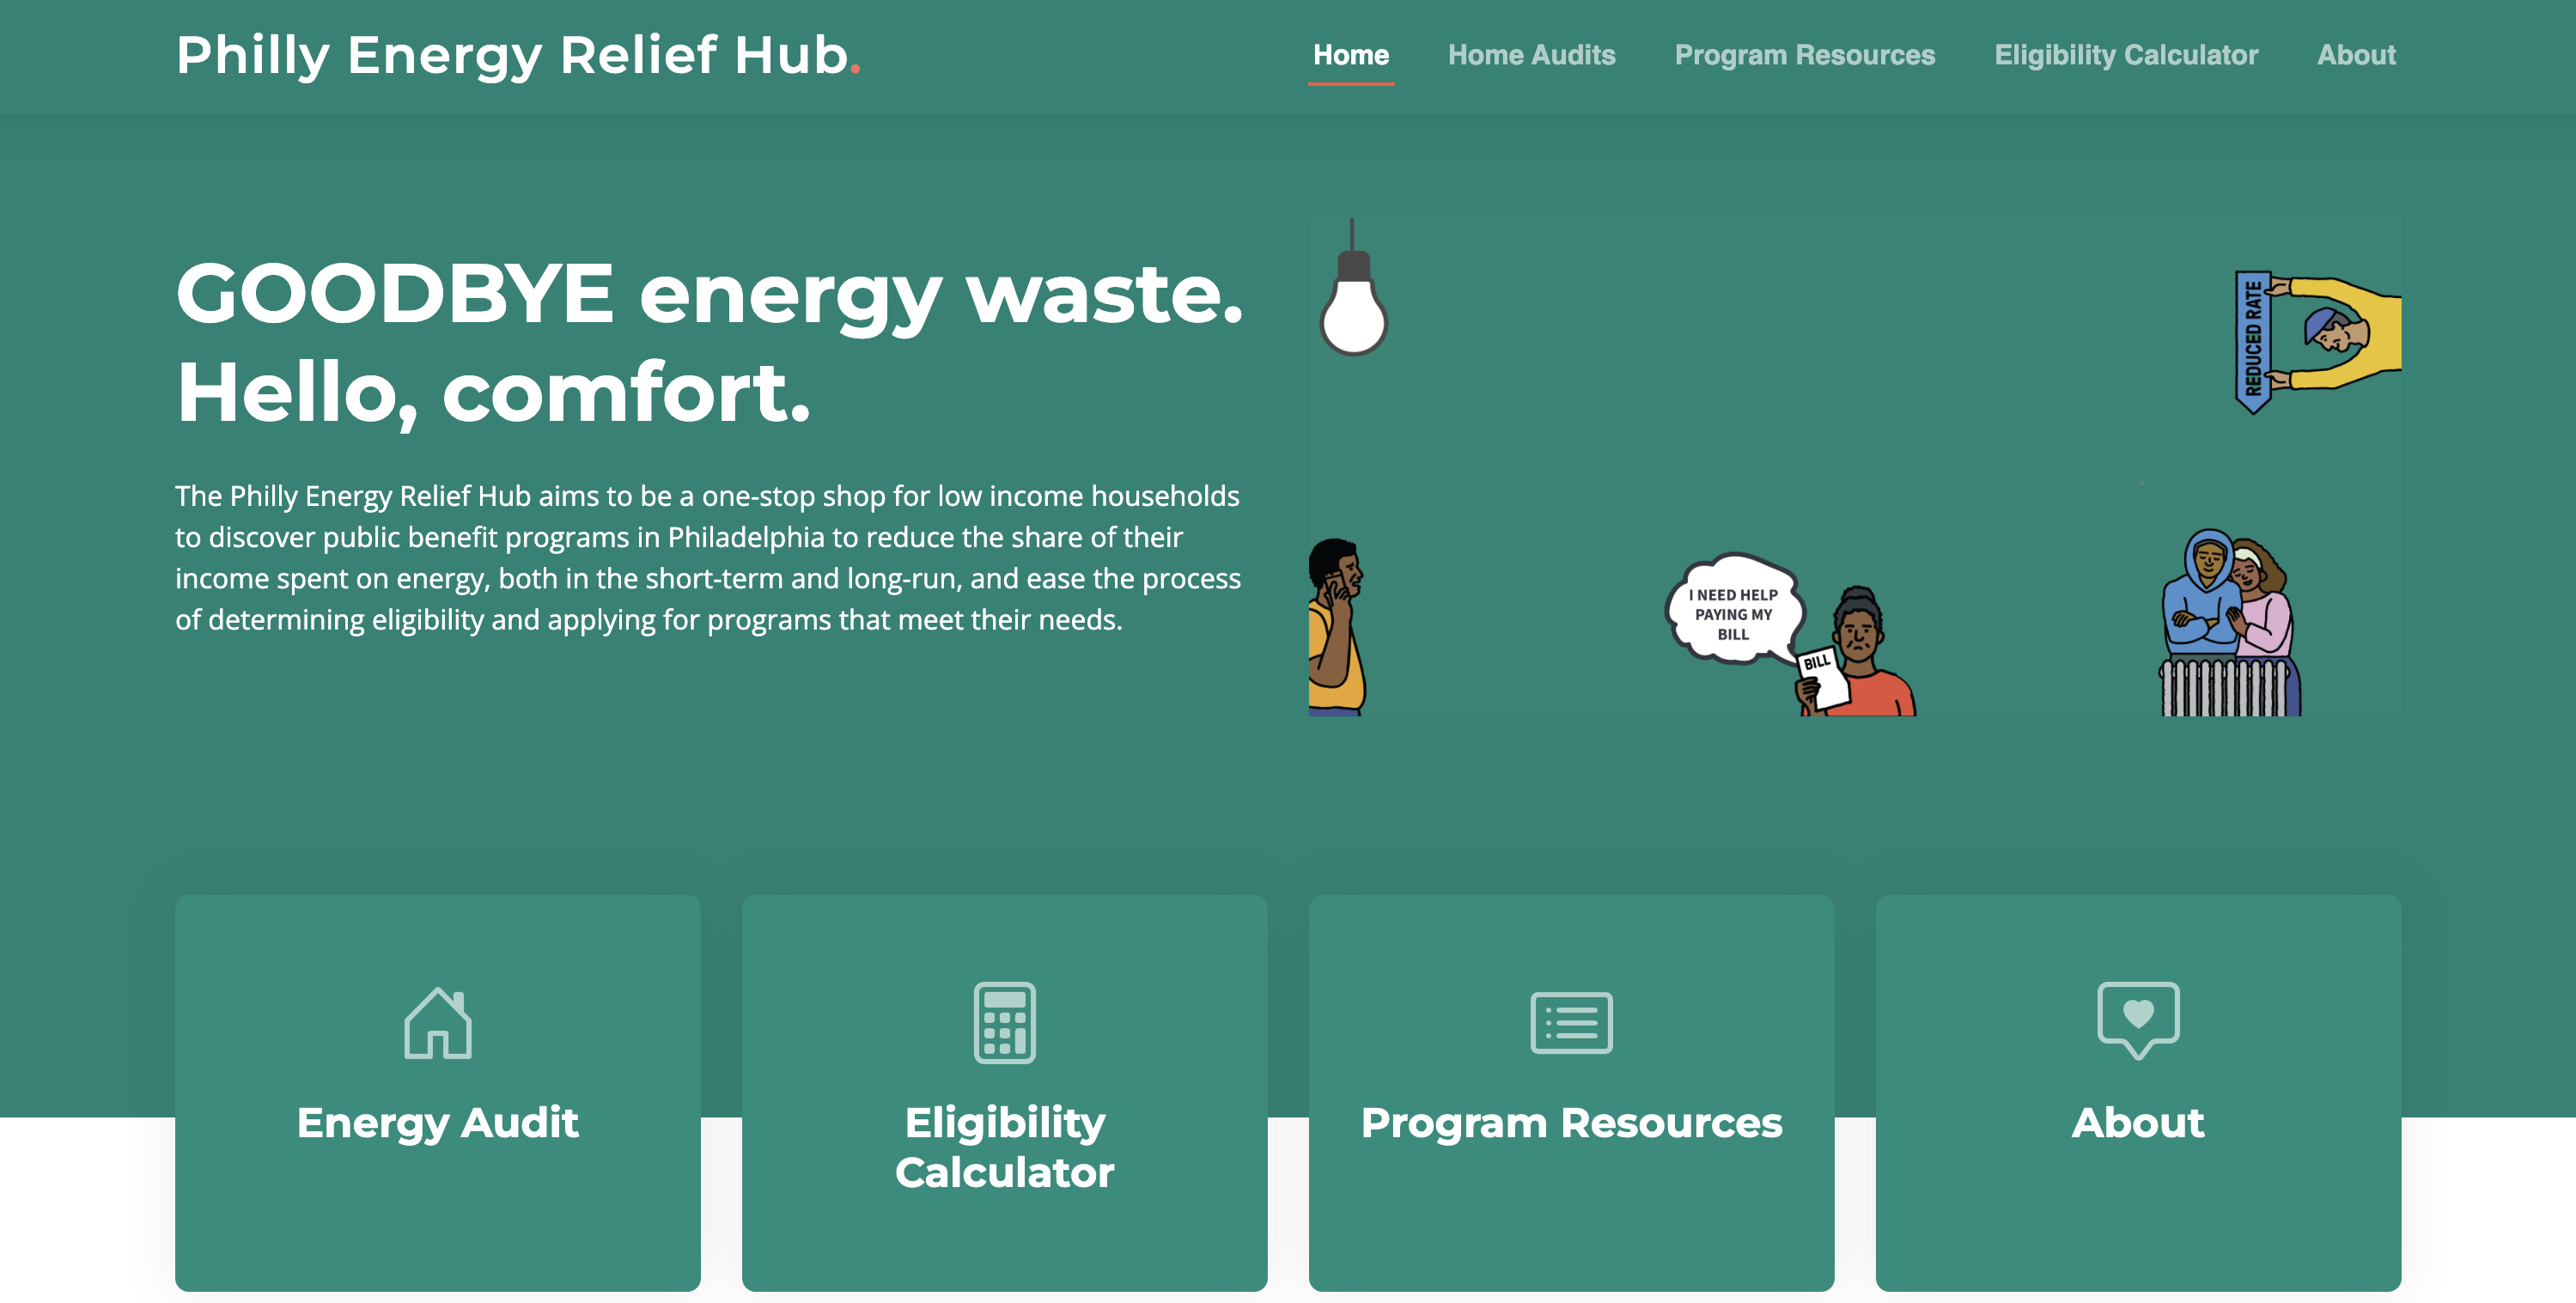 Philly Energy Relief Hub.
Home
Home Audits
Program Resources
Eligibility Calculator
About
GOODBYE energy waste.
Hello, comfort.
The Philly Energy Relief Hub aims to be a one-stop shop for low income households
to discover public benefit programs in Philadelphia to reduce the share of their
income spent on energy, both in the short-term and long-run, and ease the process
of determining eligibility and applying for programs that meet their needs.
REDUCED RATE
I NEED HELP
PAYING MY
BILL
BILL
Energy Audit
Eligibility
Calculator
Program Resources
About